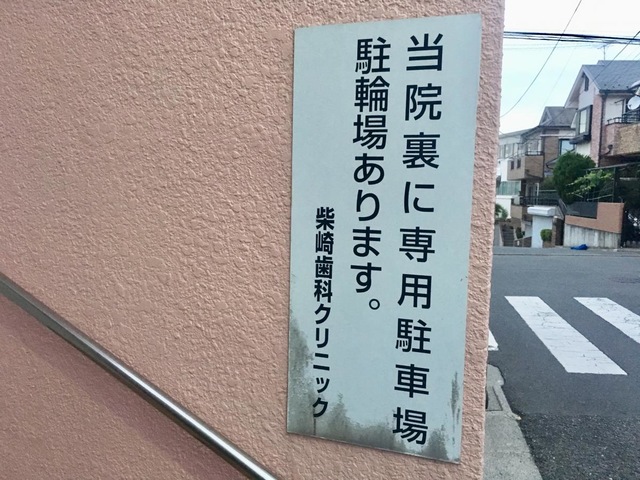 当院裏に専用駐車場
駐輪場あります。
柴崎歯科クリニック